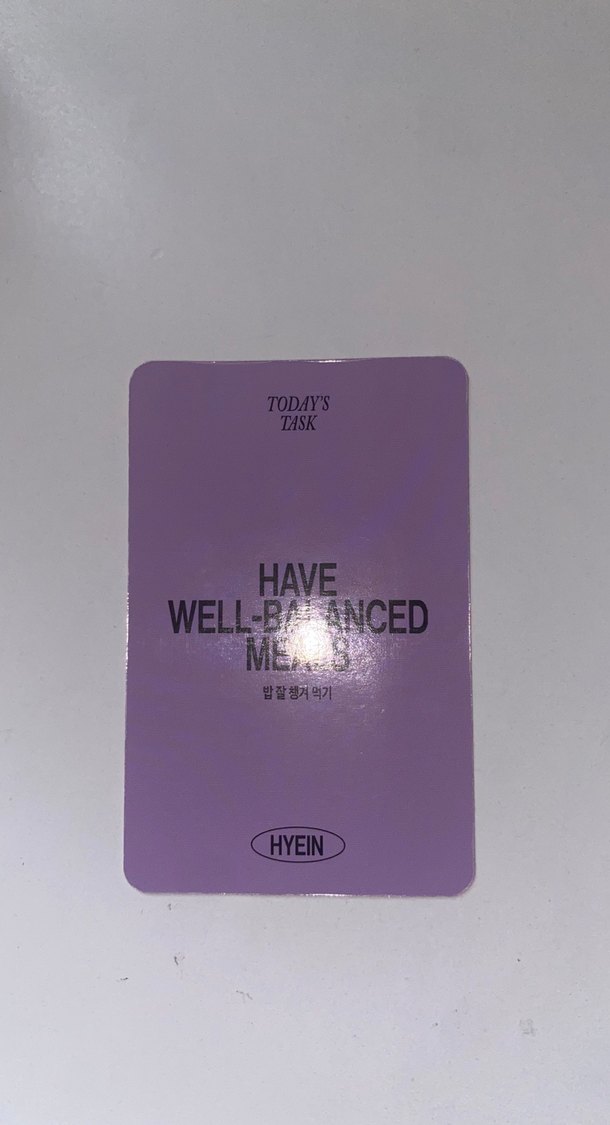 TODAY'S
TASK
HAVE
WELL-BALANCED
MEALS
밥 잘 챙겨 먹기
HYEIN